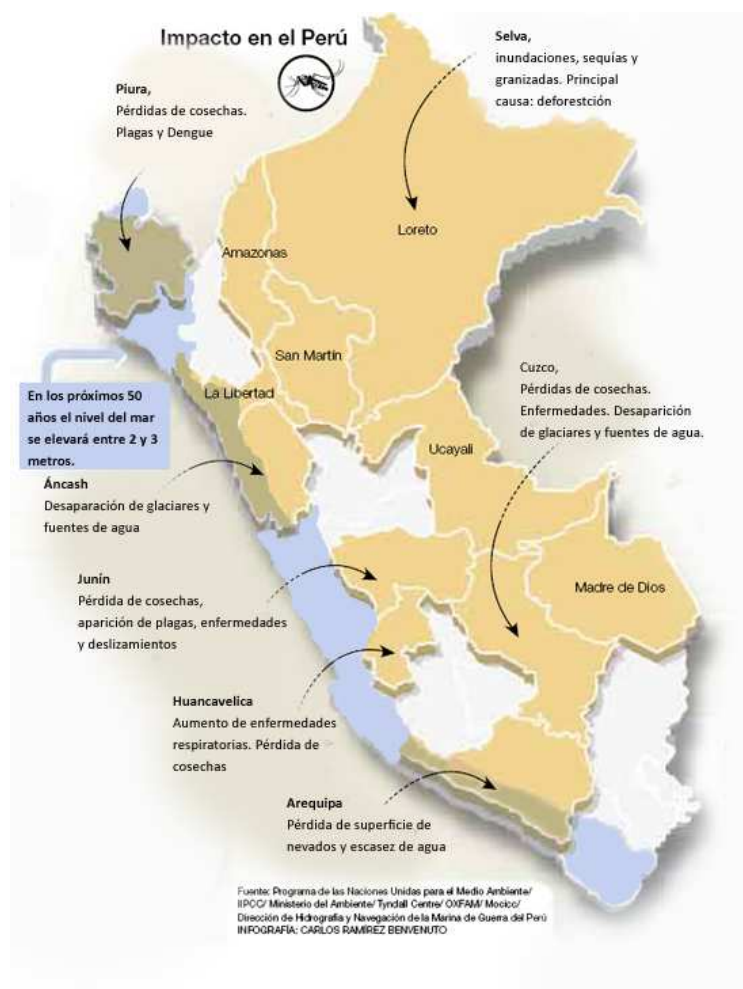 Impacto en el Perú
Selva,
inundaciones, sequías y
granizadas. Principal
causa: deforestción
Piura,
Pérdidas de cosechas.
Plagas y Dengue
Loreto
Amazonas
San Martín
La Libertad
En los próximos 50
años el nivel del mar
se elevará entre 2 y 3
metros.
Cuzco,
Pérdidas de cosechas.
Enfermedades. Desaparición
de glaciares y fuentes de agua.
Ucayali
Áncash
Desaparación de glaciares y
fuentes de agua
Madre de Dios
Junín
Pérdida de cosechas,
aparición de plagas, enfermedades
y deslizamientos
Huancavelica
Aumento de enfermedades
respiratorias. Pérdida de
cosechas
Arequipa
Pérdida de superficie de
nevados y escasez de agua
Fuente: Programa de las Naciones Unidas para el Medio Ambiente/
IIPCC/ Ministerio del Ambiente/ Tyndall Centre/ OXFAM/ Mocicc/
Dirección de Hidrografía y Navegación de la Marina de Guerra del Perú
INFOGRAFÍA: CARLOS RAMÍREZ BENVENUTO